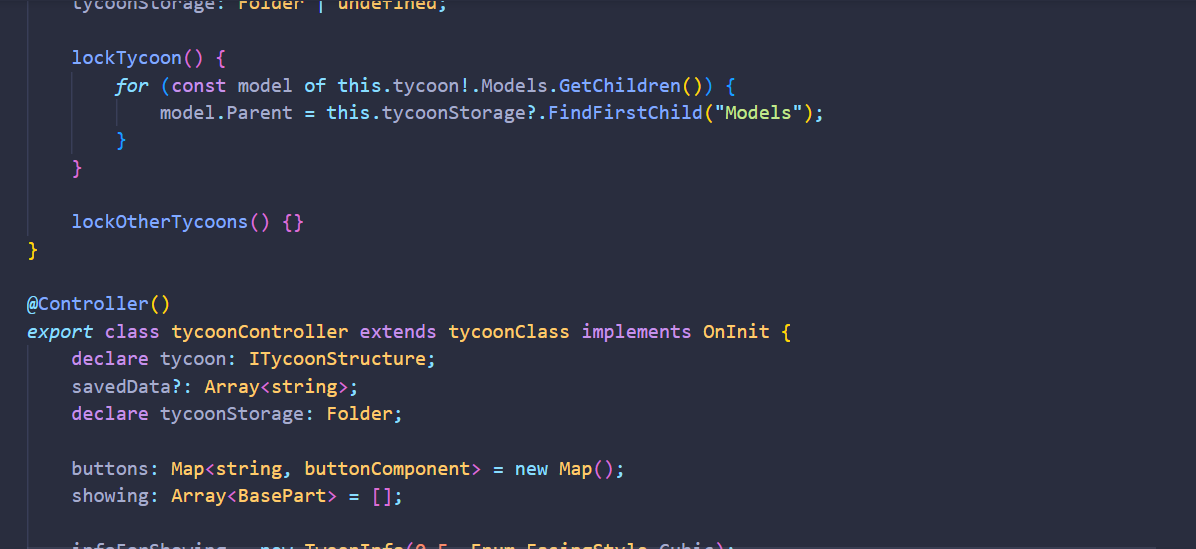 tycoonStorage: Folder | undefined;
lockTycoon() {
for (const model of this.tycoon!.Models.GetChildren()) {
model.Parent = this.tycoonStorage?.FindFirstChild("Models");
}
}
lockOtherTycoons() {}
}
@Controller()
export class tycoonController extends tycoonClass implements OnInit {
declare tycoon: ITycoonStructure;
savedData?: Array<string>;
declare tycoonStorage: Folder;
buttons: Map<string, buttonComponent> = new Map();
showing: Array<BasePart> = [];